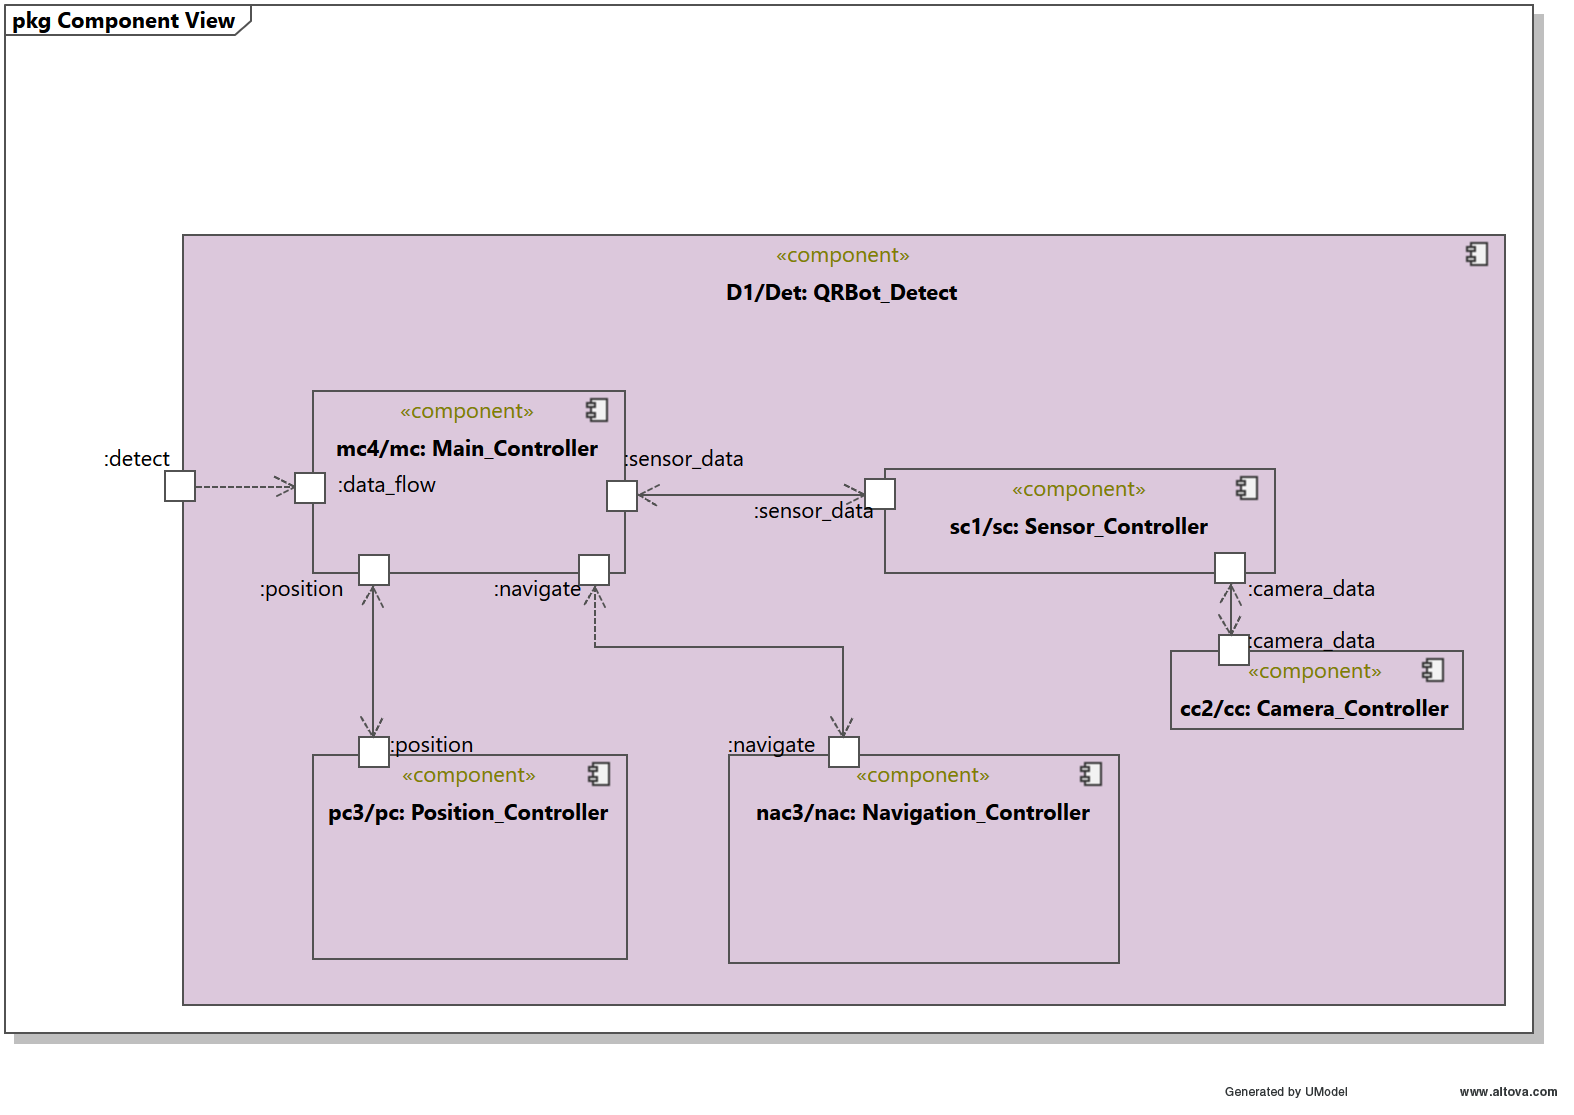 pkg Component View
«component»
D1/Det: QRBot_Detect
«component»
mc4/mc: Main_Controller
:detect
:data_flow
:sensor_data
:sensor_data
«component»
sc1/sc: Sensor_Controller
:position
:navigate
:camera_data
:camera_data
«component»
cc2/cc: Camera_Controller
:position
«component»
pc3/pc: Position_Controller
:navigate
«component»
nac3/nac: Navigation_Controller
Generated by UModel
www.altova.com